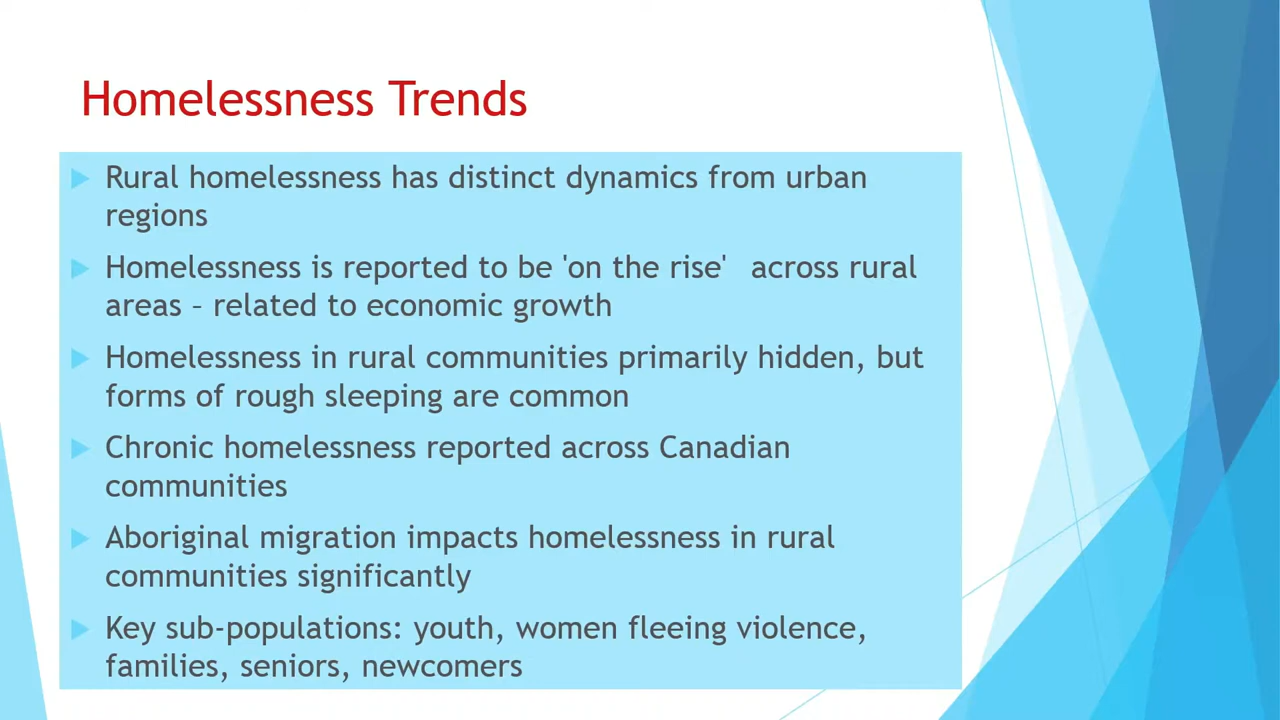 Homelessness Trends
Rural homelessness has distinct dynamics from urban
regions
Homelessness is reported to be 'on the rise'  across rural
areas – related to economic growth
Homelessness in rural communities primarily hidden, but
forms of rough sleeping are common
Chronic homelessness reported across Canadian
communities
Aboriginal migration impacts homelessness in rural
communities significantly
Key sub-populations: youth, women fleeing violence,
families, seniors, newcomers